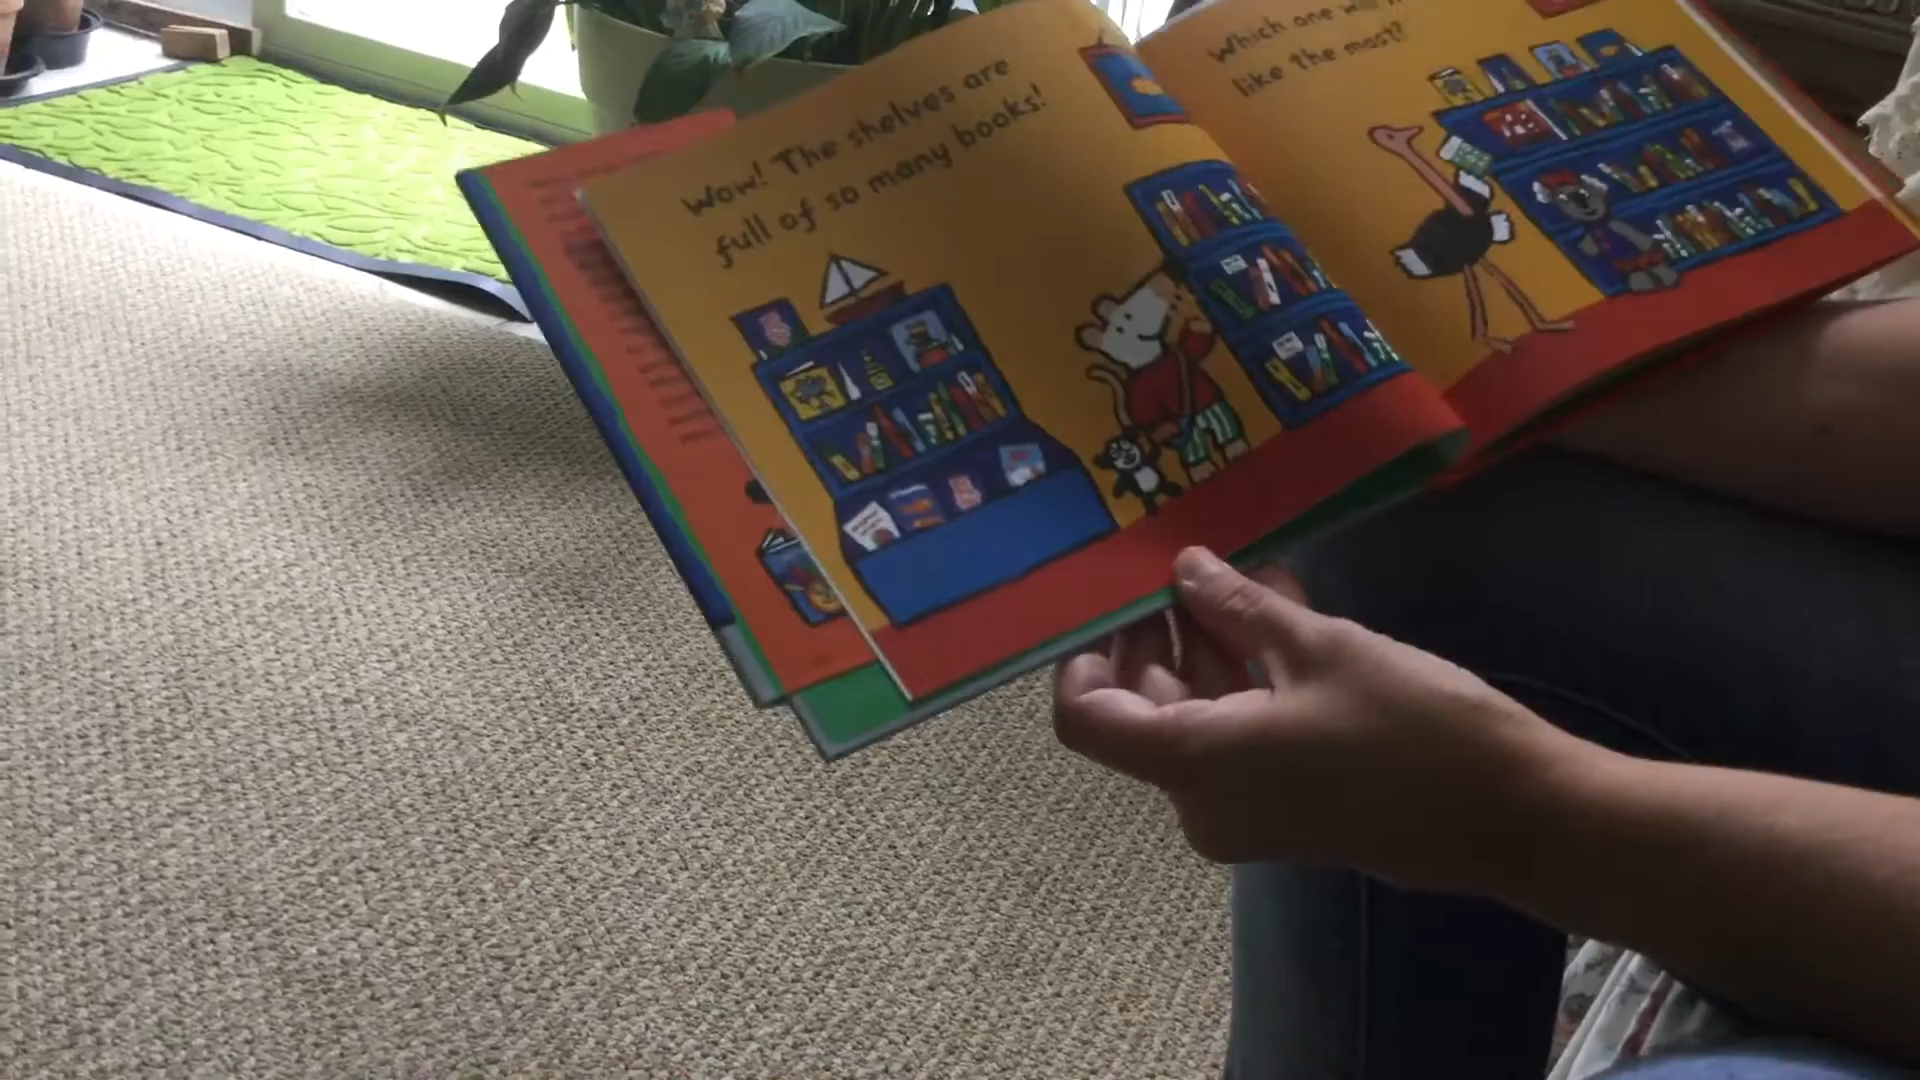 Wow! The shelves are
full of so many books!
Which one will
like the most?